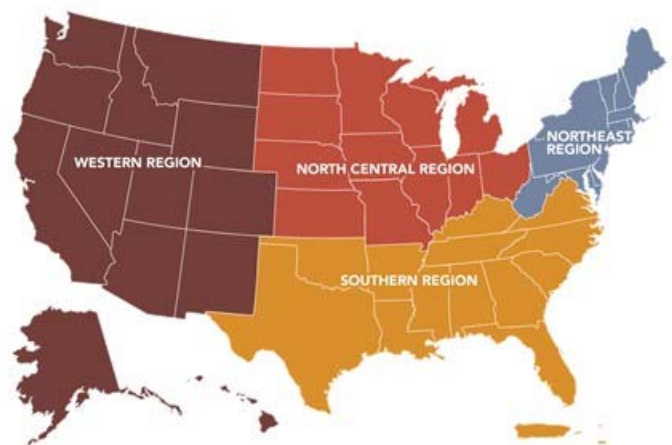 NORTHEAST
REGION
WESTERN REGION
NORTH CENTRAL REGION
SOUTHERN REGION